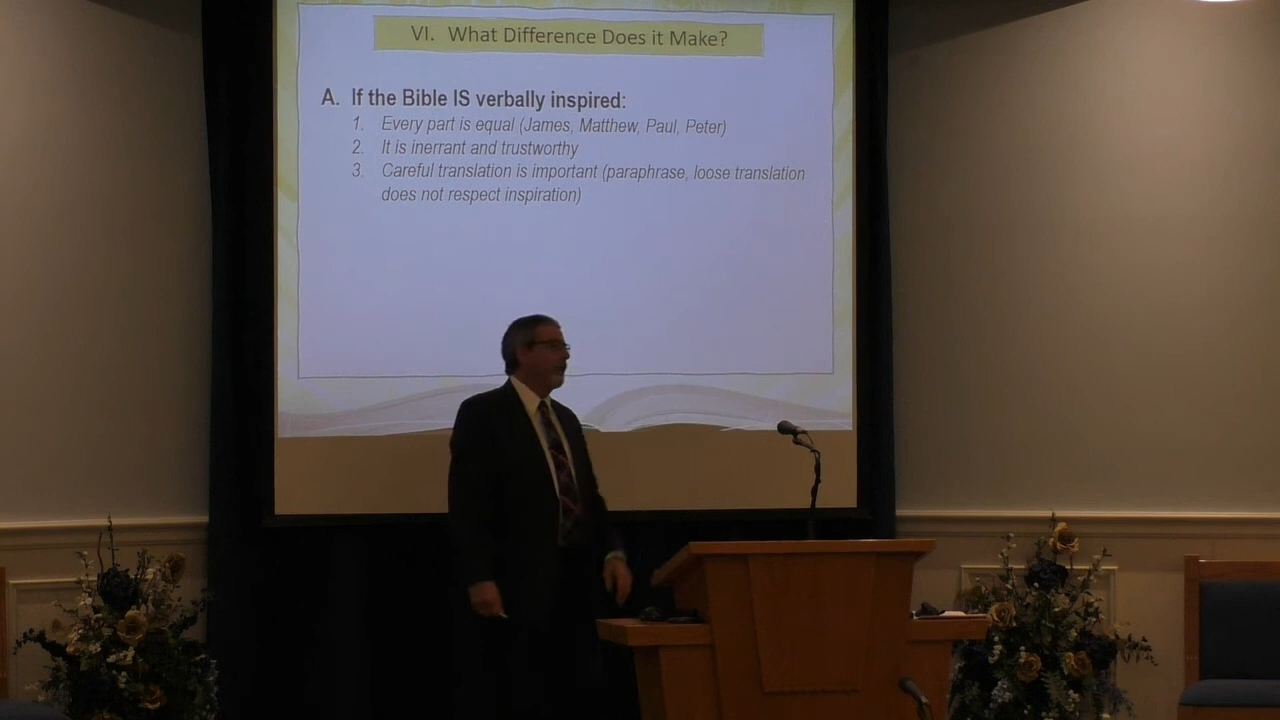 VI. What Difference Does it Make?
A. If the Bible IS verbally inspired:
1. Every part is equal (James, Matthew, Paul, Peter)
2. It is inerrant and trustworthy
3. Careful translation is important (paraphrase, loose translation
does not respect inspiration)